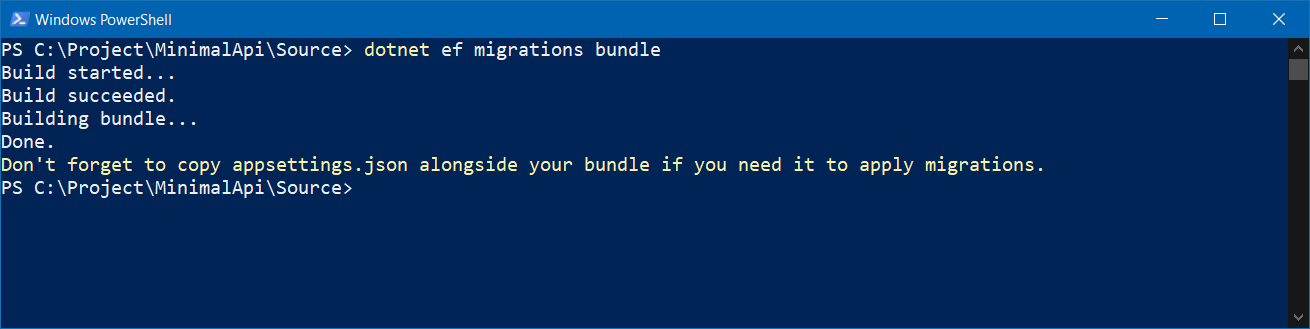 Windows PowerShell
PS C:\Project\MinimalApi\Source> dotnet ef migrations bundle
Build started...
Build succeeded.
Building bundle...
Done.
Don't forget to copy appsettings.json alongside your bundle if you need it to apply migrations.
PS C:\Project\MinimalApi\Source>